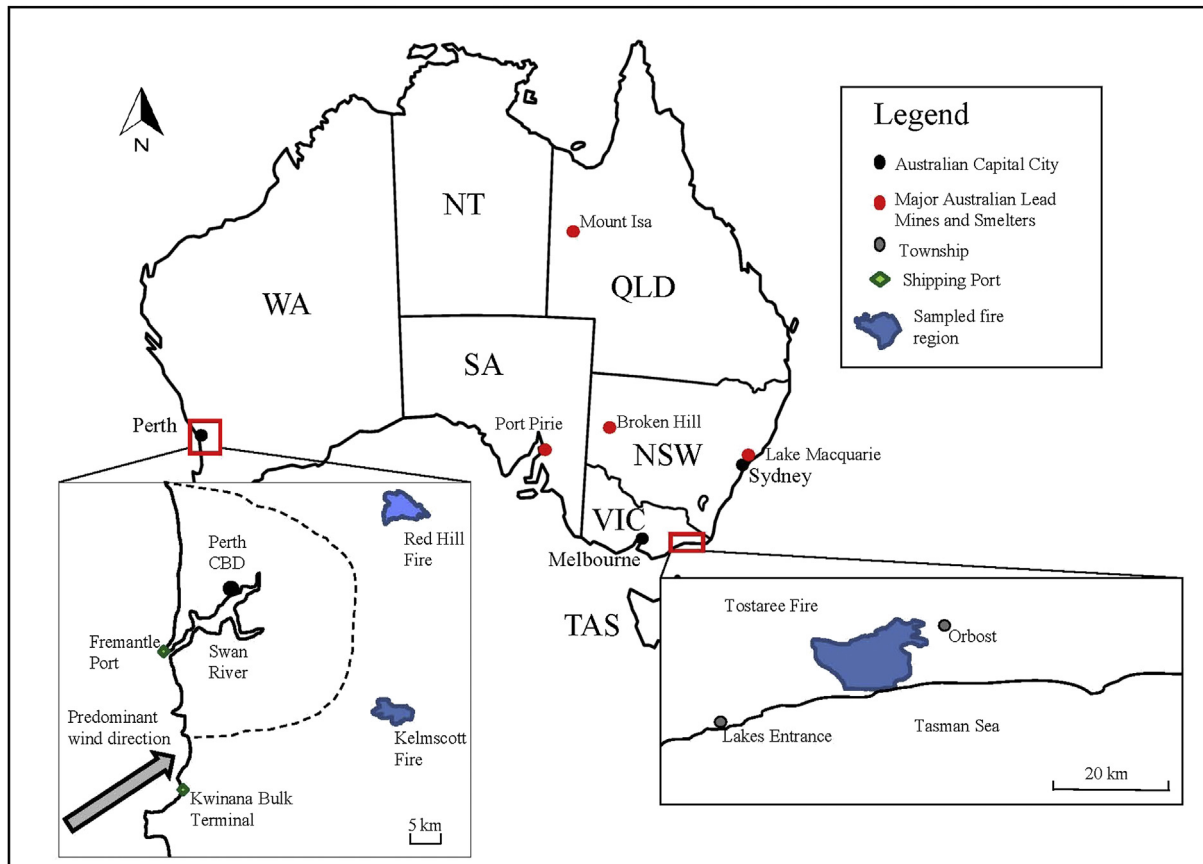 N
NT
WA
QLD
SA
NSW
VIC
TAS
Mount Isa
Broken Hill
Port Pirie
Lake Macquarie
Sydney
Melbourne
Perth
Legend
Australian Capital City
Major Australian Lead
Mines and Smelters
Township
Shipping Port
Sampled fire
region
Perth
CBD
Red Hill
Fire
Fremantle
Port
Swan
River
Predominant
wind direction
Kelmscott
Fire
Kwinana Bulk
Terminal
5 km
Tostaree Fire
Orbost
Lakes Entrance
Tasman Sea
20 km